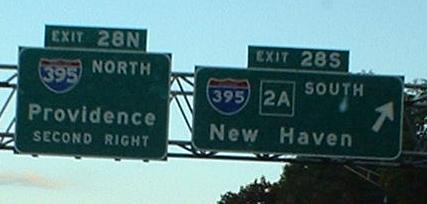 EXIT 28N
395 NORTH
Providence
SECOND RIGHT
EXIT 28S
395 2A SOUTH
New Haven